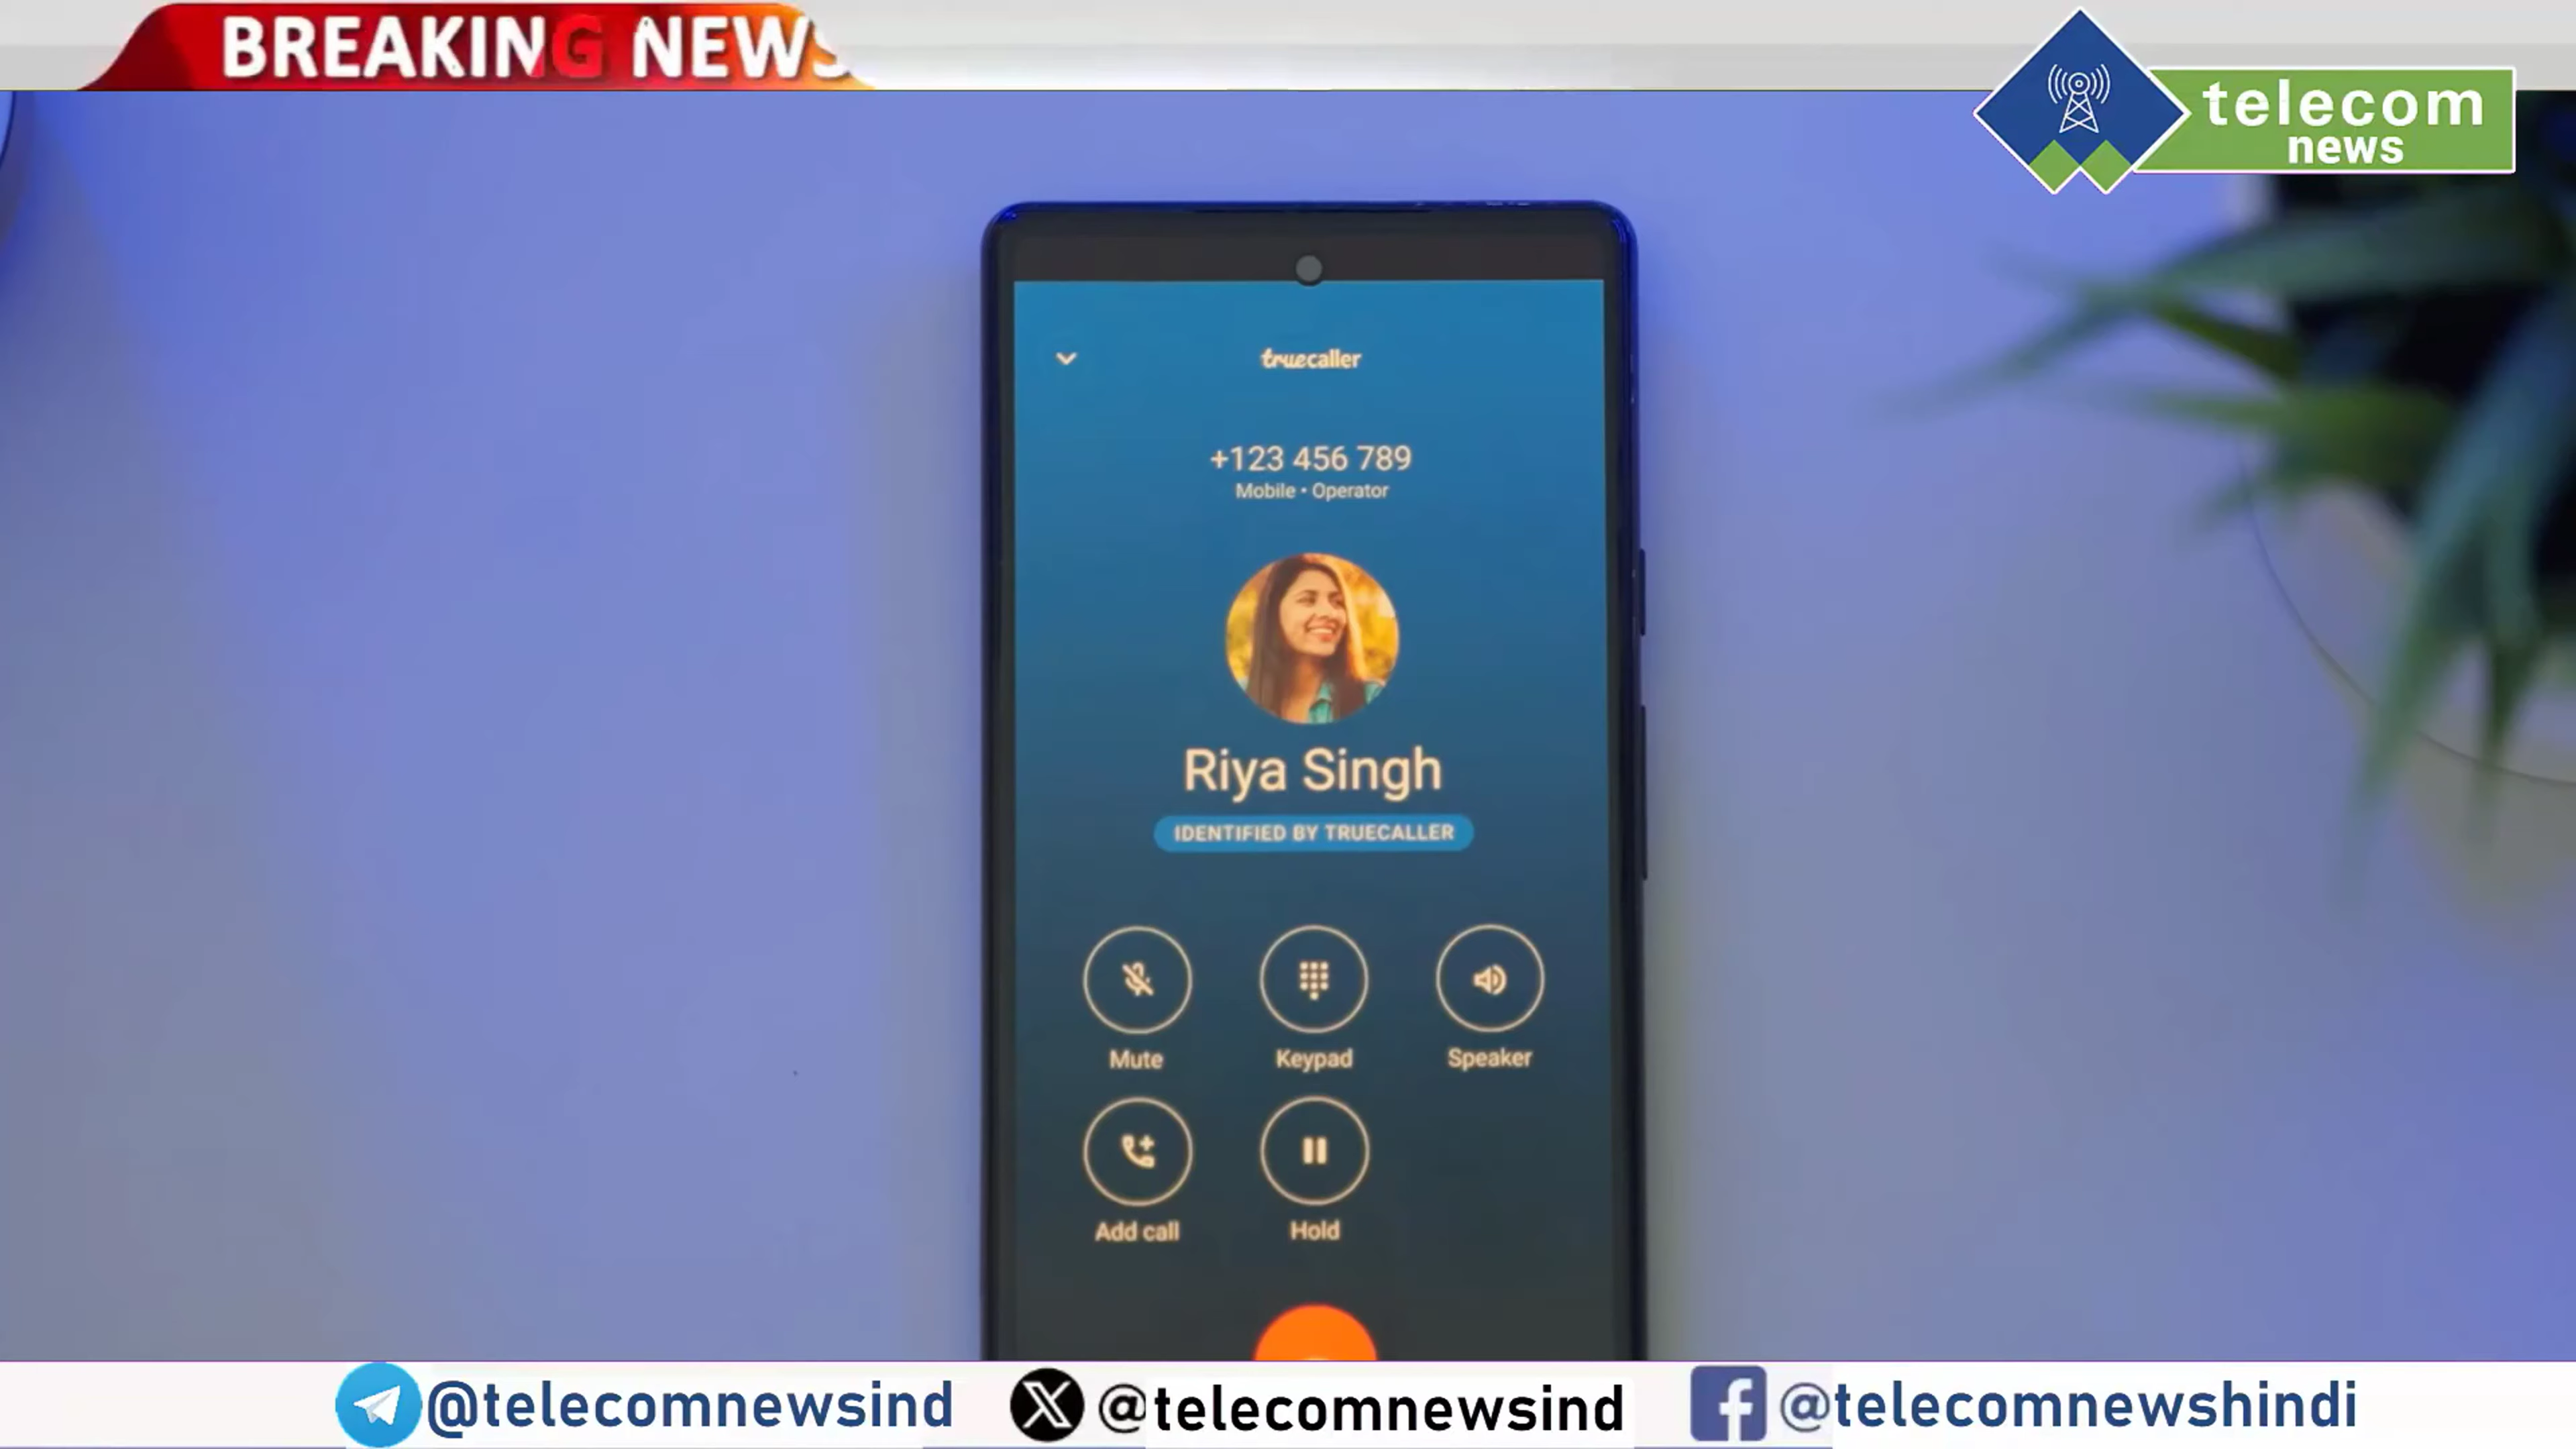 BREAKING NEWS
telecom
news
truecaller
+123 456 789
Mobile • Operator
Riya Singh
IDENTIFIED BY TRUECALLER
Mute
Keypad
Speaker
Add call
Hold
@telecomnewsind
@telecomnewsind
@telecomnewshindi